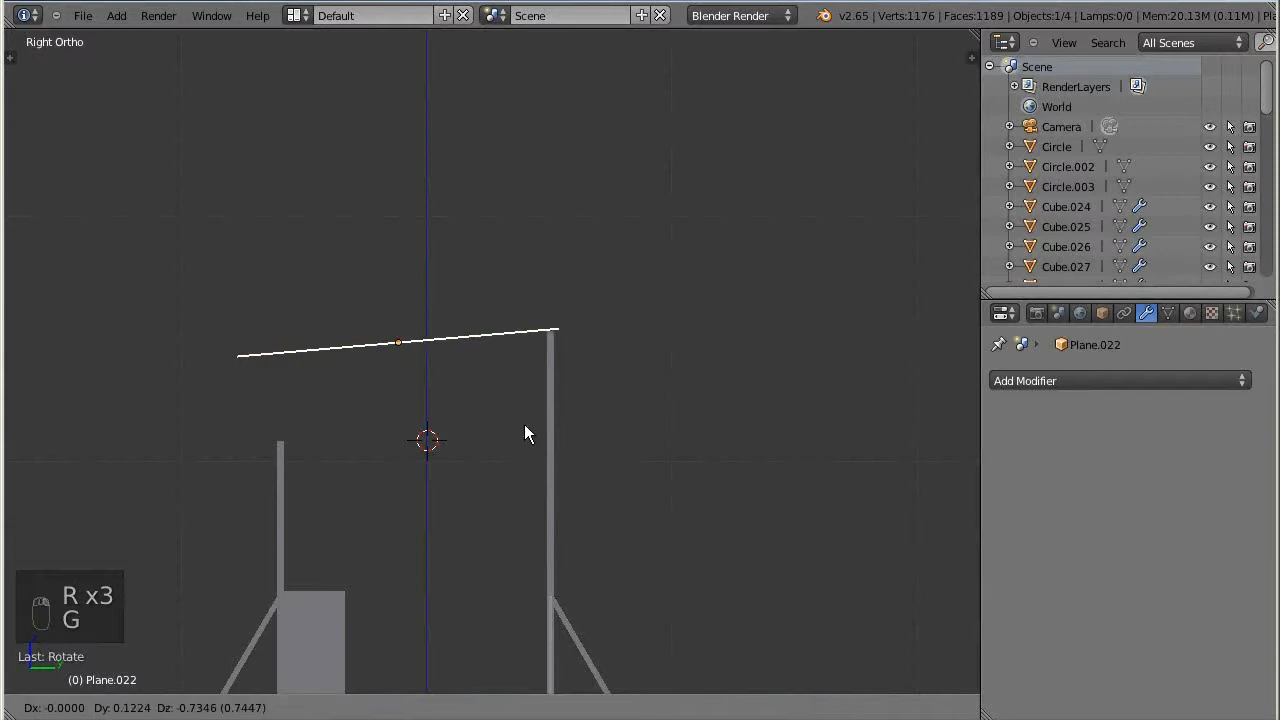 File Add Render Window Help Default Scene Blender Render v2.65 | Verts:1176 | Faces:1189 | Objects:1/4 | Lamps:0/0 | Mem:20.13M (0.11M) | Pl
Right Ortho
View Search All Scenes
Scene
RenderLayers |
World
Camera |
Circle |
Circle.002 |
Circle.003 |
Cube.024 |
Cube.025 |
Cube.026 |
Cube.027 |
Plane.022
Add Modifier
R x3
G
Last: Rotate
(0) Plane.022
Dx: -0.0000 Dy: 0.1224 Dz: -0.7346 (0.7447)